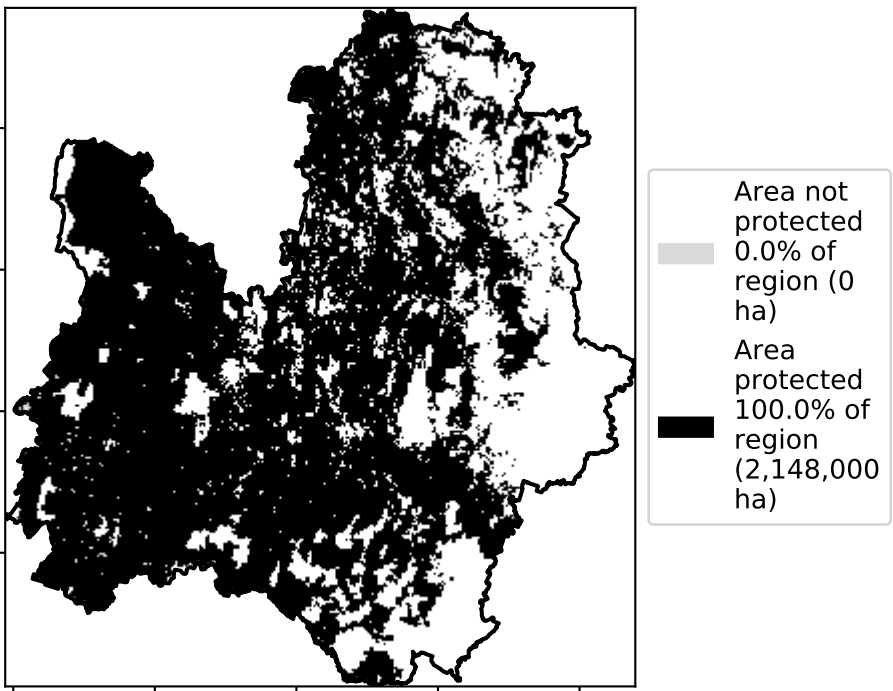 Area not
protected
0.0% of
region (0
ha)
Area
protected
100.0% of
region
(2,148,000
ha)